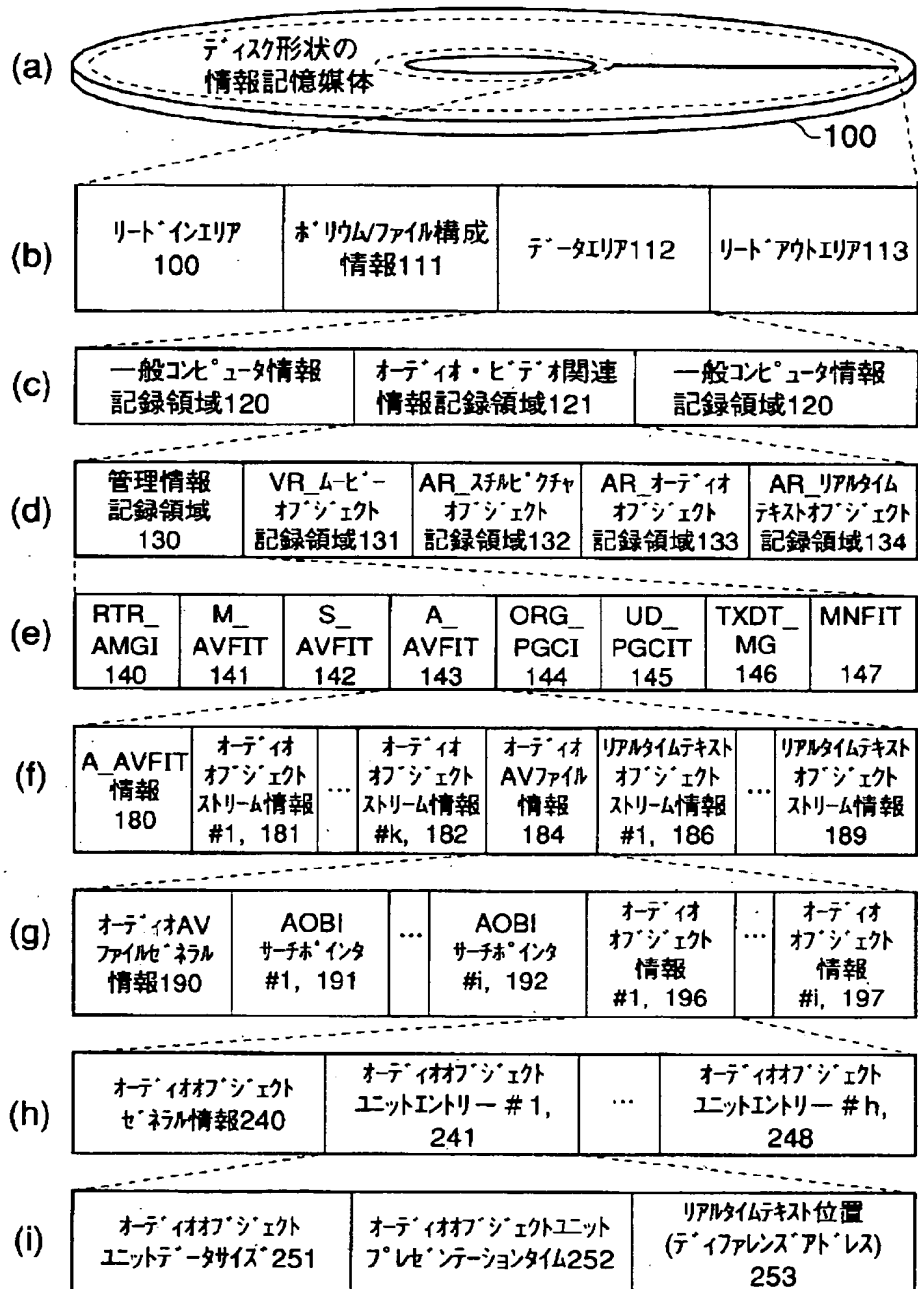 (a)
ディスク形状の
情報記憶媒体
100
(b)
リードインエリア
100
ボリウム/ファイル構成
情報111
データエリア112
リードアウトエリア113
(c)
一般コンピュータ情報
記録領域120
オーディオ・ビデオ関連
情報記録領域121
一般コンピュータ情報
記録領域120
(d)
管理情報
記録領域
130
VR_ムービー
オブジェクト
記録領域131
AR_スチルピクチャ
オブジェクト
記録領域132
AR_オーディオ
オブジェクト
記録領域133
AR_リアルタイム
テキストオブジェクト
記録領域134
(e)
RTR_
AMGI
140
M_
AVFIT
141
S_
AVFIT
142
A_
AVFIT
143
ORG_
PGCI
144
UD_
PGCIT
145
TXDT_
MG
146
MNFIT
147
(f)
A_AVFIT
情報
180
オーディオ
オブジェクト
ストリーム情報
#1, 181
...
オーディオ
オブジェクト
ストリーム情報
#k, 182
オーディオ
AVファイル
情報
184
リアルタイムテキスト
オブジェクト
ストリーム情報
#1, 186
...
リアルタイムテキスト
オブジェクト
ストリーム情報
189
(g)
オーディオAV
ファイルゼネラル
情報190
AOBI
サーチポインタ
#1, 191
...
AOBI
サーチポインタ
#i, 192
オーディオ
オブジェクト
情報
#1, 196
...
オーディオ
オブジェクト
情報
#i, 197
(h)
オーディオオブジェクト
ゼネラル情報240
オーディオオブジェクト
ユニットエントリー#1,
241
...
オーディオオブジェクト
ユニットエントリー#h,
248
(i)
オーディオオブジェクト
ユニットデータサイズ251
オーディオオブジェクトユニット
プレゼンテーションタイム252
リアルタイムテキスト位置
(ディファレンスアドレス)
253